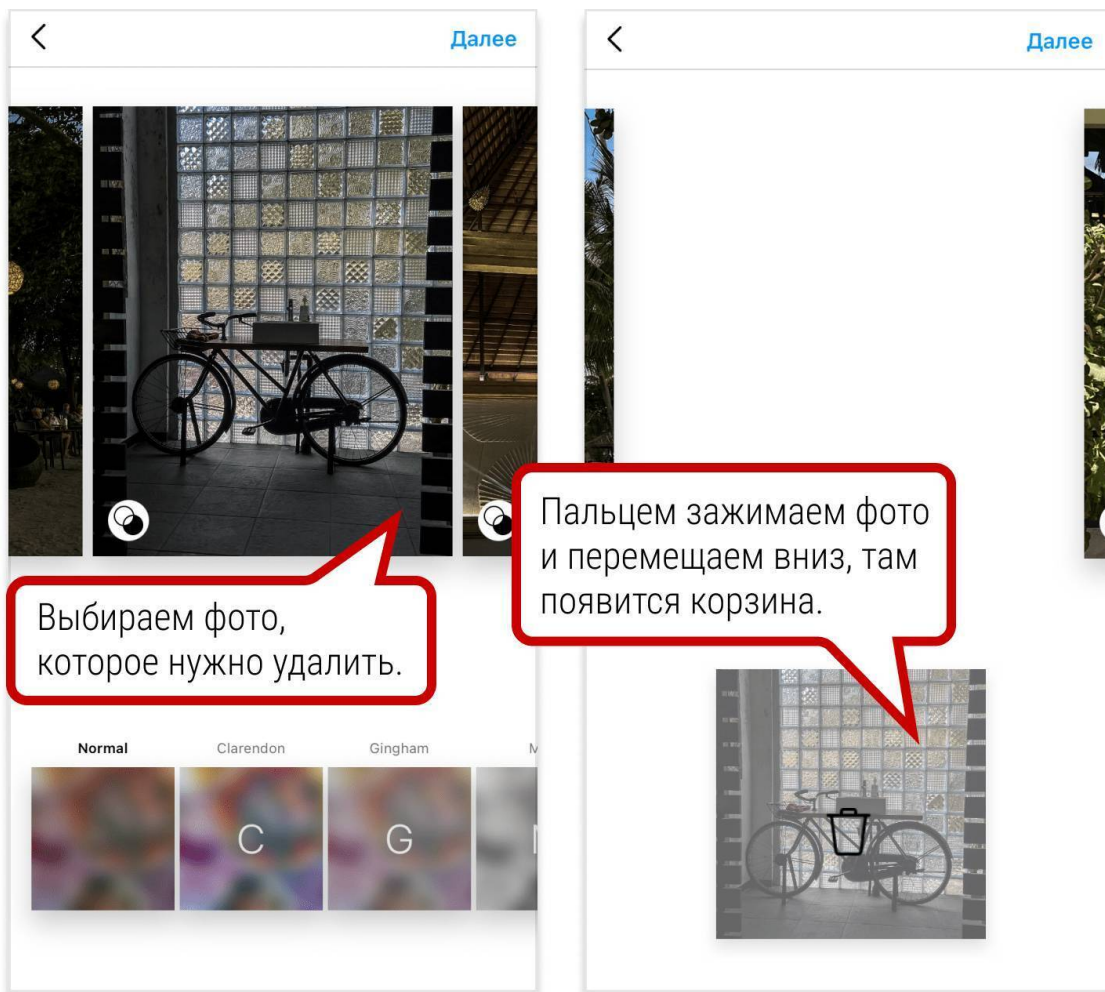 Далее
Выбираем фото,
которое нужно удалить.
Normal
Clarendon
Gingham
M
C
G
Далее
Пальцем зажимаем фото
и перемещаем вниз, там
появится корзина.